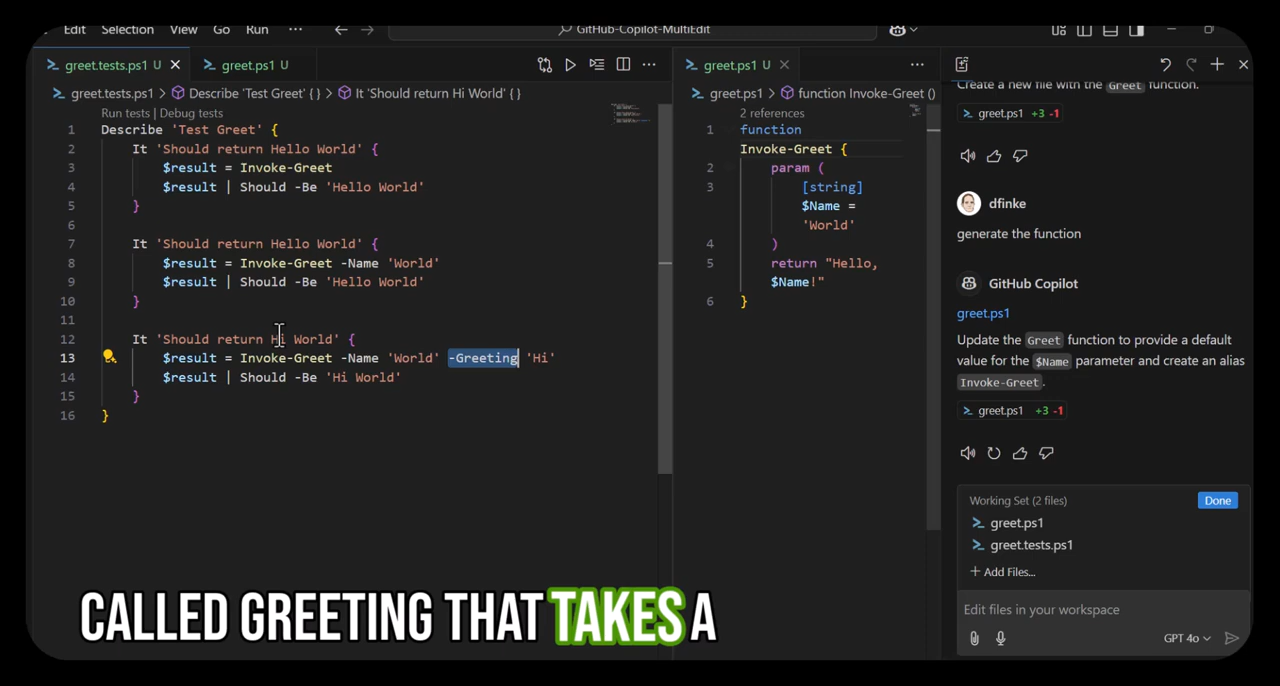 Edit Selection View Go Run ··· GitHub-Copilot-MultiEdit
greet.tests.ps1 U greet.ps1 U
greet.tests.ps1 > Describe 'Test Greet' { } > It 'Should return Hi World' { }
Run tests | Debug tests
1 Describe 'Test Greet' {
2 It 'Should return Hello World' {
3 $result = Invoke-Greet
4 $result | Should -Be 'Hello World'
5 }
6
7 It 'Should return Hello World' {
8 $result = Invoke-Greet -Name 'World'
9 $result | Should -Be 'Hello World'
10 }
11
12 It 'Should return Hi World' {
13 $result = Invoke-Greet -Name 'World' -Greeting 'Hi'
14 $result | Should -Be 'Hi World'
15 }
16 }
greet.ps1 U
greet.ps1 > function Invoke-Greet ()
2 references
1 function
Invoke-Greet {
2 param (
3 [string]
$Name =
'World'
4 )
5 return "Hello,
$Name!"
6 }
Create a new file with the Greet function.
greet.ps1 +3 -1
dfinke
generate the function
GitHub Copilot
greet.ps1
Update the Greet function to provide a default
value for the $Name parameter and create an alias
Invoke-Greet.
greet.ps1 +3 -1
Working Set (2 files) Done
greet.ps1
greet.tests.ps1
+ Add Files...
Edit files in your workspace
GPT 4o
CALLED GREETING THAT TAKES A